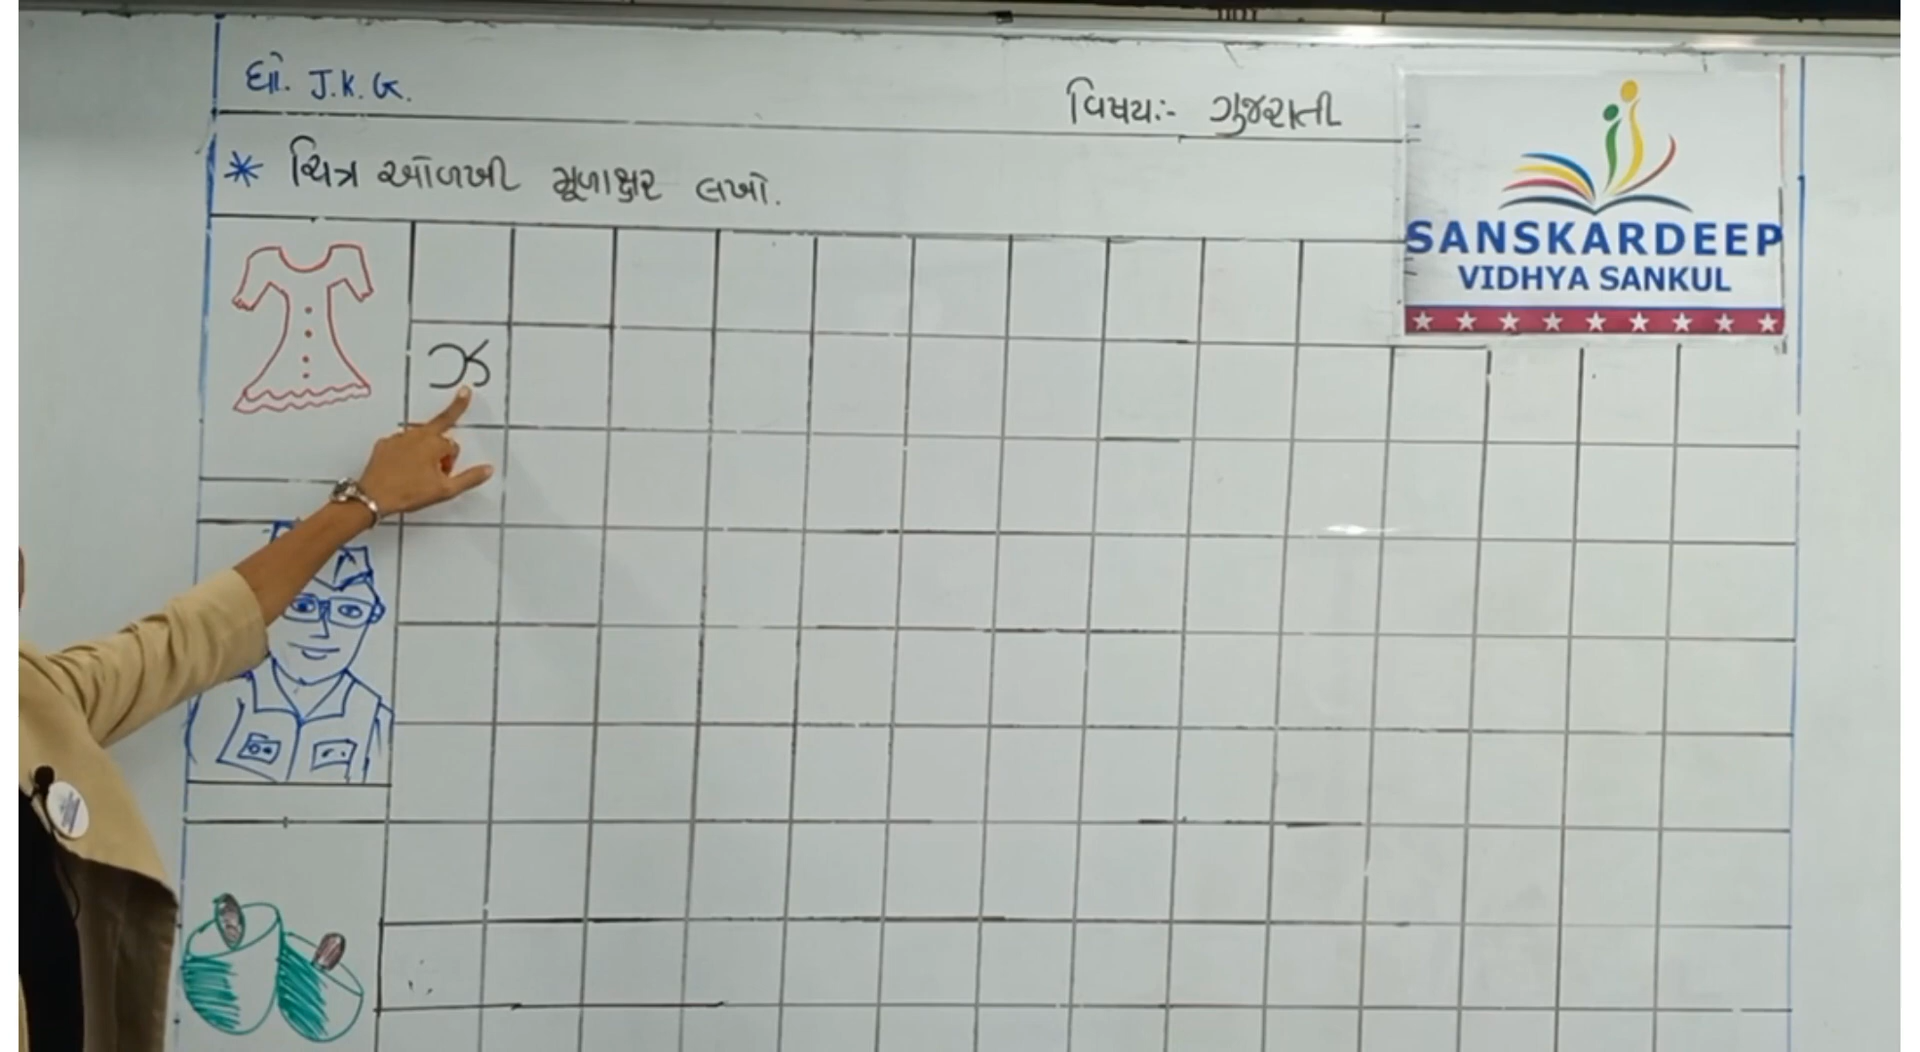 ધો. J.K.G.
વિષય:- ગુજરાતી
* ચિત્ર ઓળખી મૂળાક્ષર લખો.
SANSKARDEEP
VIDHYA SANKUL
ઝ